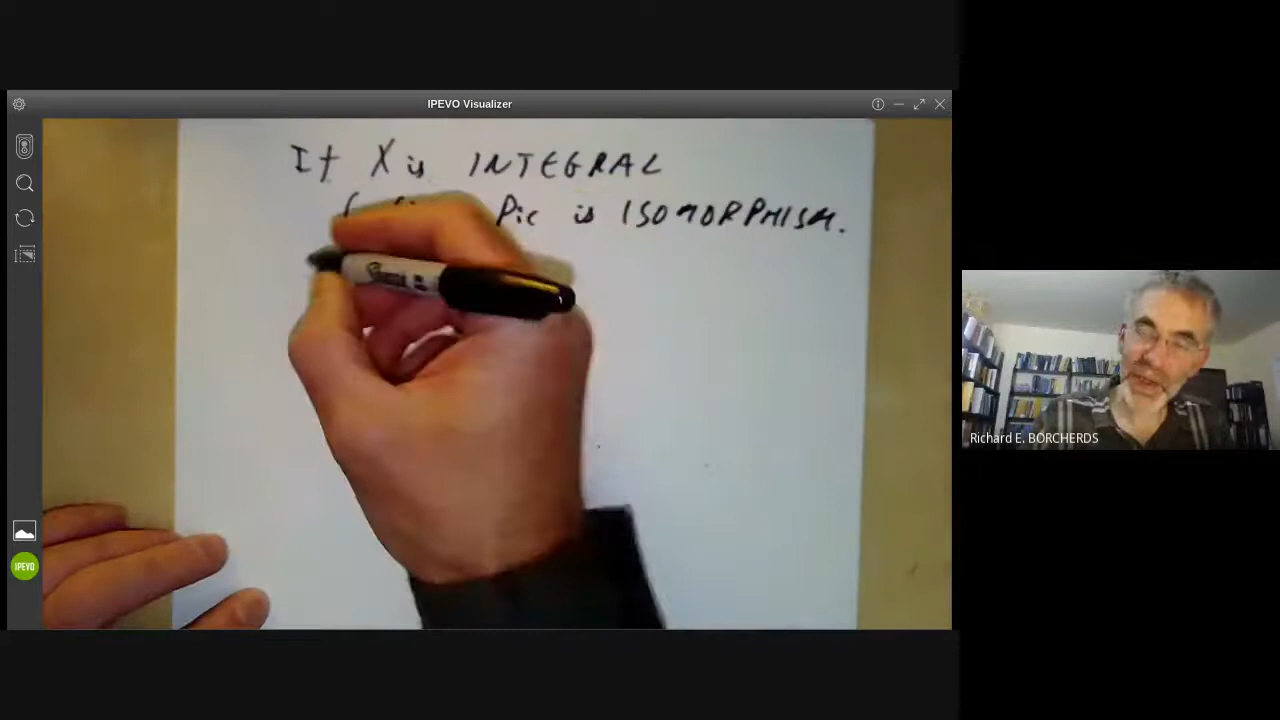 IPEVO Visualizer
If X is INTEGRAL
Pic is ISOMORPHISM.
Richard E. BORCHERDS
IPEVO